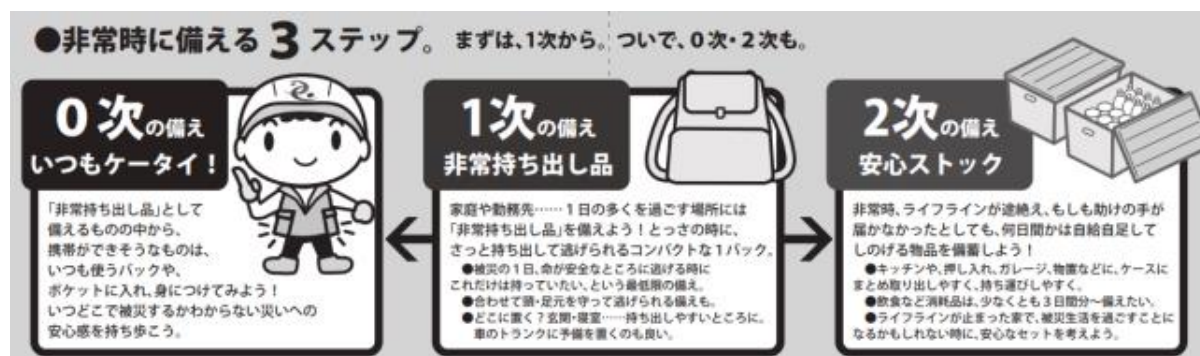 ●非常時に備える3ステップ。 まずは、1次から。ついで、0次・2次も。
0次の備え
いつもケータイ！
「非常持ち出し品」として
備えるものの中から、
携帯ができそうなものは、
いつも使うバックや、
ポケットに入れ、身につけてみよう！
いつどこで被災するかわからない災いへの
安心感を持ち歩こう。
1次の備え
非常持ち出し品
家庭や勤務先……1日の多くを過ごす場所には
「非常持ち出し品」を備えよう！とっさの時に、
さっと持ち出して逃げられるコンパクトな1パック。
●被災の1日、命が安全なところに逃げる時に
これだけは持っていたい、という最低限の備え。
●合わせて頭・足元を守って逃げられる備えも。
●どこに置く？玄関・寝室……持ち出しやすいところに。
車のトランクに予備を置くのも良い。
2次の備え
安心ストック
非常時、ライフラインが途絶え、もしも助けの手が
届かなかったとしても、何日間かは自給自足して
しのげる物品を備蓄しよう！
●キッチンや、押し入れ、ガレージ、物置などに、ケースに
まとめ取り出しやすく、持ち運びしやすく。
●飲食など消耗品は、少なくとも3日間分〜備えたい。
●ライフラインが止まった家で、被災生活を過ごすことに
なるかもしれない時に、安心なセットを考えよう。